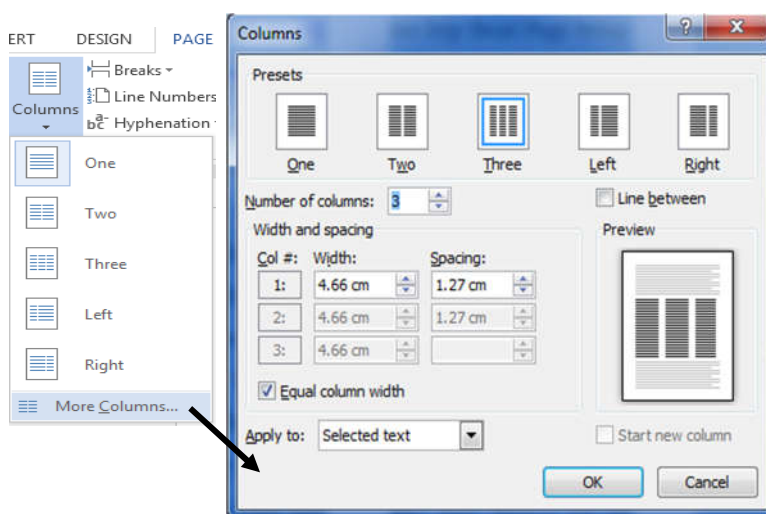 ERT DESIGN PAGE
Breaks
Line Numbers
Columns
bc Hyphenation
a-
One
Two
Three
Left
Right
More Columns...
Columns
?
X
Presets
One Two Three Left Right
Number of columns: 3
Line between
Width and spacing
Preview
Col #: Width: Spacing:
1: 4.66 cm 1.27 cm
2: 4.66 cm 1.27 cm
3: 4.66 cm
Equal column width
Apply to: Selected text
Start new column
OK Cancel